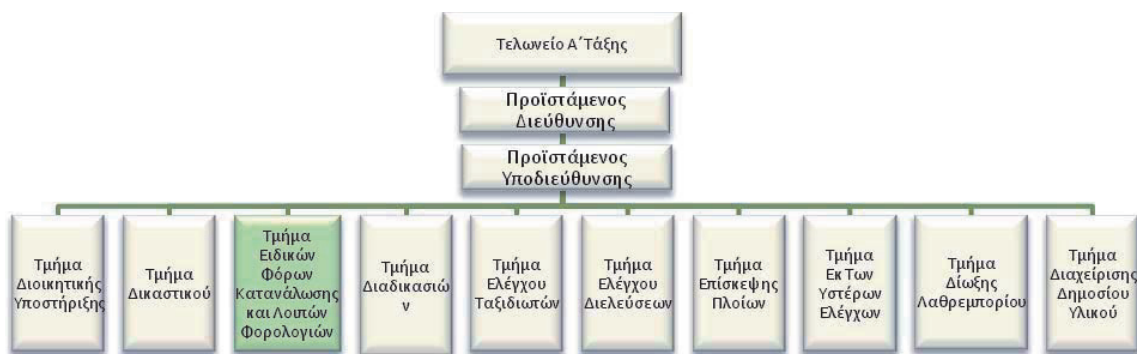 Τελωνείο Α΄ Τάξης
Προϊστάμενος
Διεύθυνσης
Προϊστάμενος
Υποδιεύθυνσης
Τμήμα
Διοικητικής
Υποστήριξης
Τμήμα
Δικαστικού
Τμήμα
Ειδικών
Φόρων
Κατανάλωσης
και Λοιπών
Φορολογιών
Τμήμα
Διαδικασιώ
ν
Τμήμα
Ελέγχου
Ταξιδιωτών
Τμήμα
Ελέγχου
Διελεύσεων
Τμήμα
Επίσκεψης
Πλοίων
Τμήμα
Εκ Των
Υστέρων
Ελέγχων
Τμήμα
Δίωξης
Λαθρεμπορίου
Τμήμα
Διαχείρισης
Δημοσίου
Υλικού